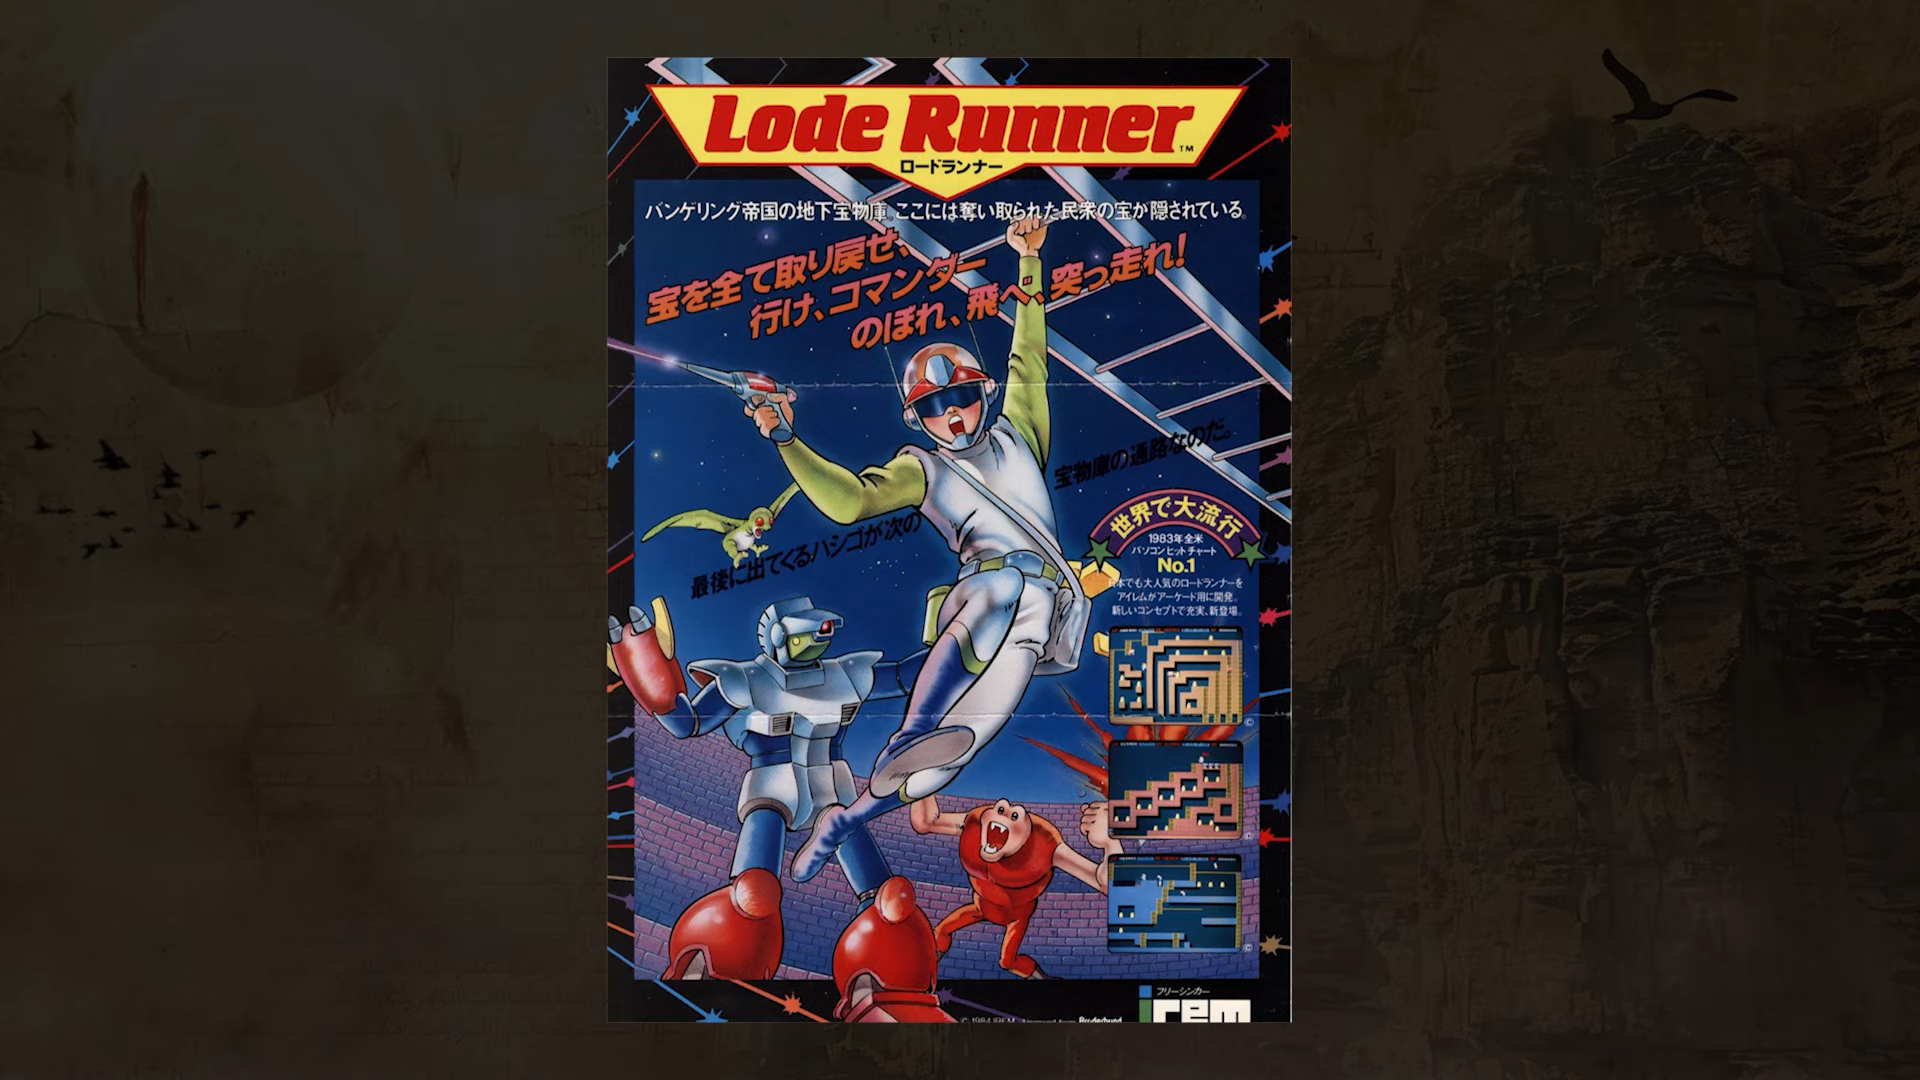 Lode Runner™
ロードランナー
バンゲリング帝国の地下宝物庫。ここには奪い取られた民衆の宝が隠されている。
宝を全て取り戻せ、
行け、コマンダー
のぼれ、飛べ、突っ走れ!
最後に出てくるハシゴが次の
宝物庫の通路なのだ。
世界で大流行
1983年全米
パソコンヒットチャート
No.1
日本でも大人気のロードランナーを
アイレムがアーケード用に開発。
新しいコンセプトで充実、新登場。
フリーシンカー
irem
© 1984 IREM Licensed from Brøderbund